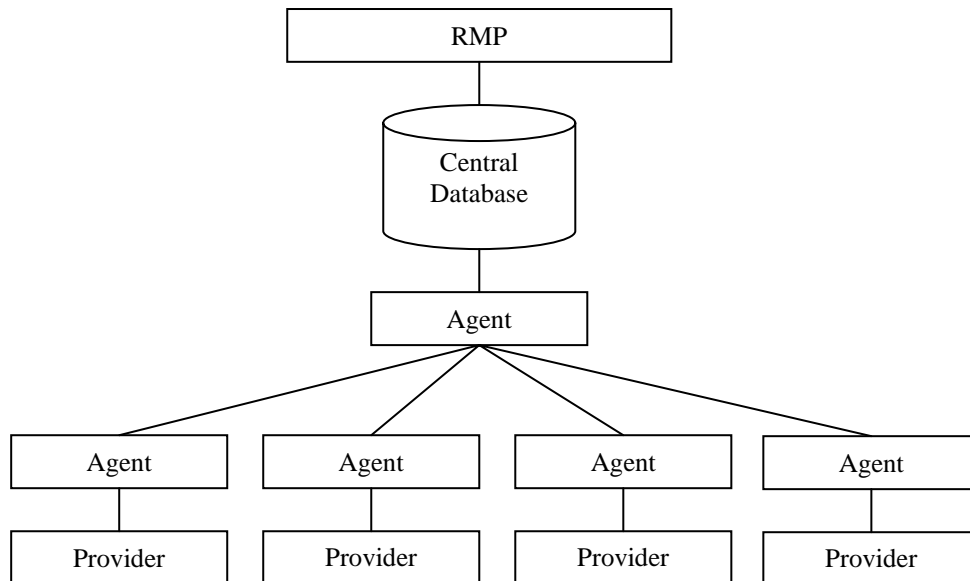 RMP
Central
Database
Agent
Agent
Agent
Agent
Agent
Provider
Provider
Provider
Provider